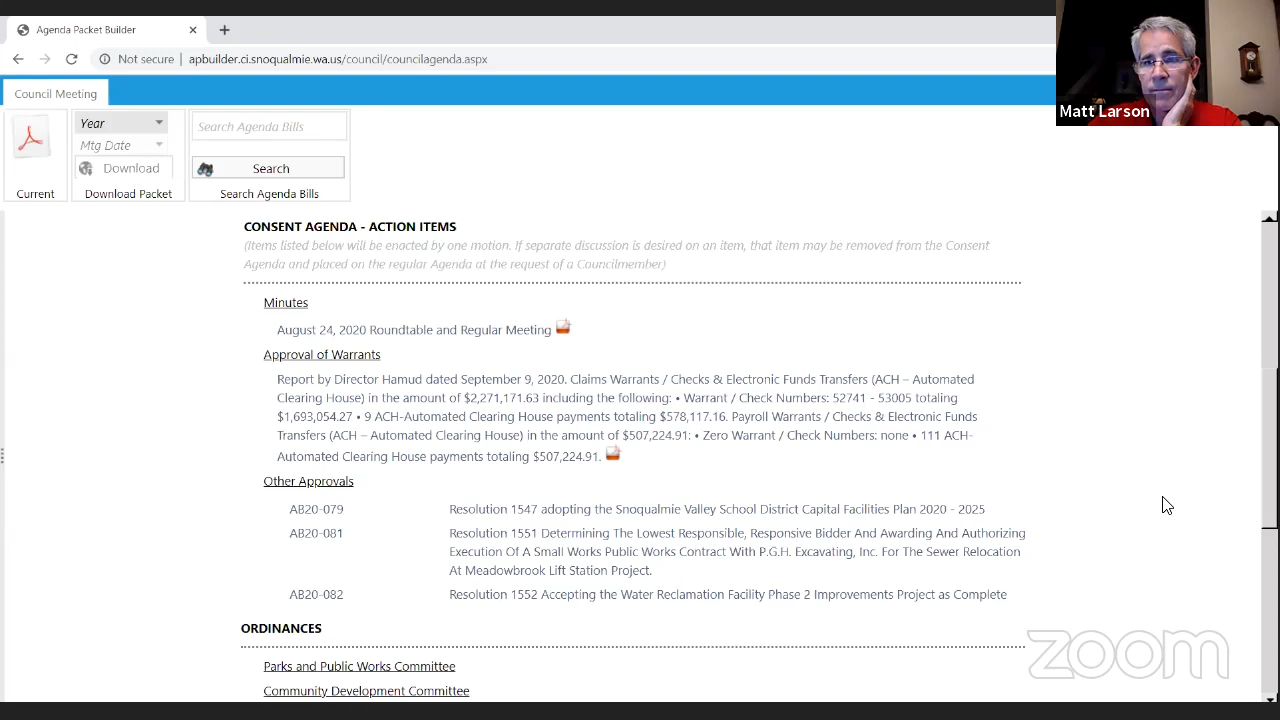 Agenda Packet Builder
Not secure | apbuilder.ci.snoqualmie.wa.us/council/councilagenda.aspx
Matt Larson
Council Meeting
Year
Mtg Date
Download
Search Agenda Bills
Search
Current
Download Packet
Search Agenda Bills
CONSENT AGENDA - ACTION ITEMS
(Items listed below will be enacted by one motion. If separate discussion is desired on an item, that item may be removed from the Consent
Agenda and placed on the regular Agenda at the request of a Councilmember)
Minutes
August 24, 2020 Roundtable and Regular Meeting
Approval of Warrants
Report by Director Hamud dated September 9, 2020. Claims Warrants / Checks & Electronic Funds Transfers (ACH – Automated
Clearing House) in the amount of $2,271,171.63 including the following: • Warrant / Check Numbers: 52741 - 53005 totaling
$1,693,054.27 • 9 ACH-Automated Clearing House payments totaling $578,117.16. Payroll Warrants / Checks & Electronic Funds
Transfers (ACH – Automated Clearing House) in the amount of $507,224.91: • Zero Warrant / Check Numbers: none • 111 ACH-
Automated Clearing House payments totaling $507,224.91.
Other Approvals
AB20-079 Resolution 1547 adopting the Snoqualmie Valley School District Capital Facilities Plan 2020 - 2025
AB20-081 Resolution 1551 Determining The Lowest Responsible, Responsive Bidder And Awarding And Authorizing
Execution Of A Small Works Public Works Contract With P.G.H. Excavating, Inc. For The Sewer Relocation
At Meadowbrook Lift Station Project.
AB20-082 Resolution 1552 Accepting the Water Reclamation Facility Phase 2 Improvements Project as Complete
ORDINANCES
Parks and Public Works Committee
Community Development Committee
zoom